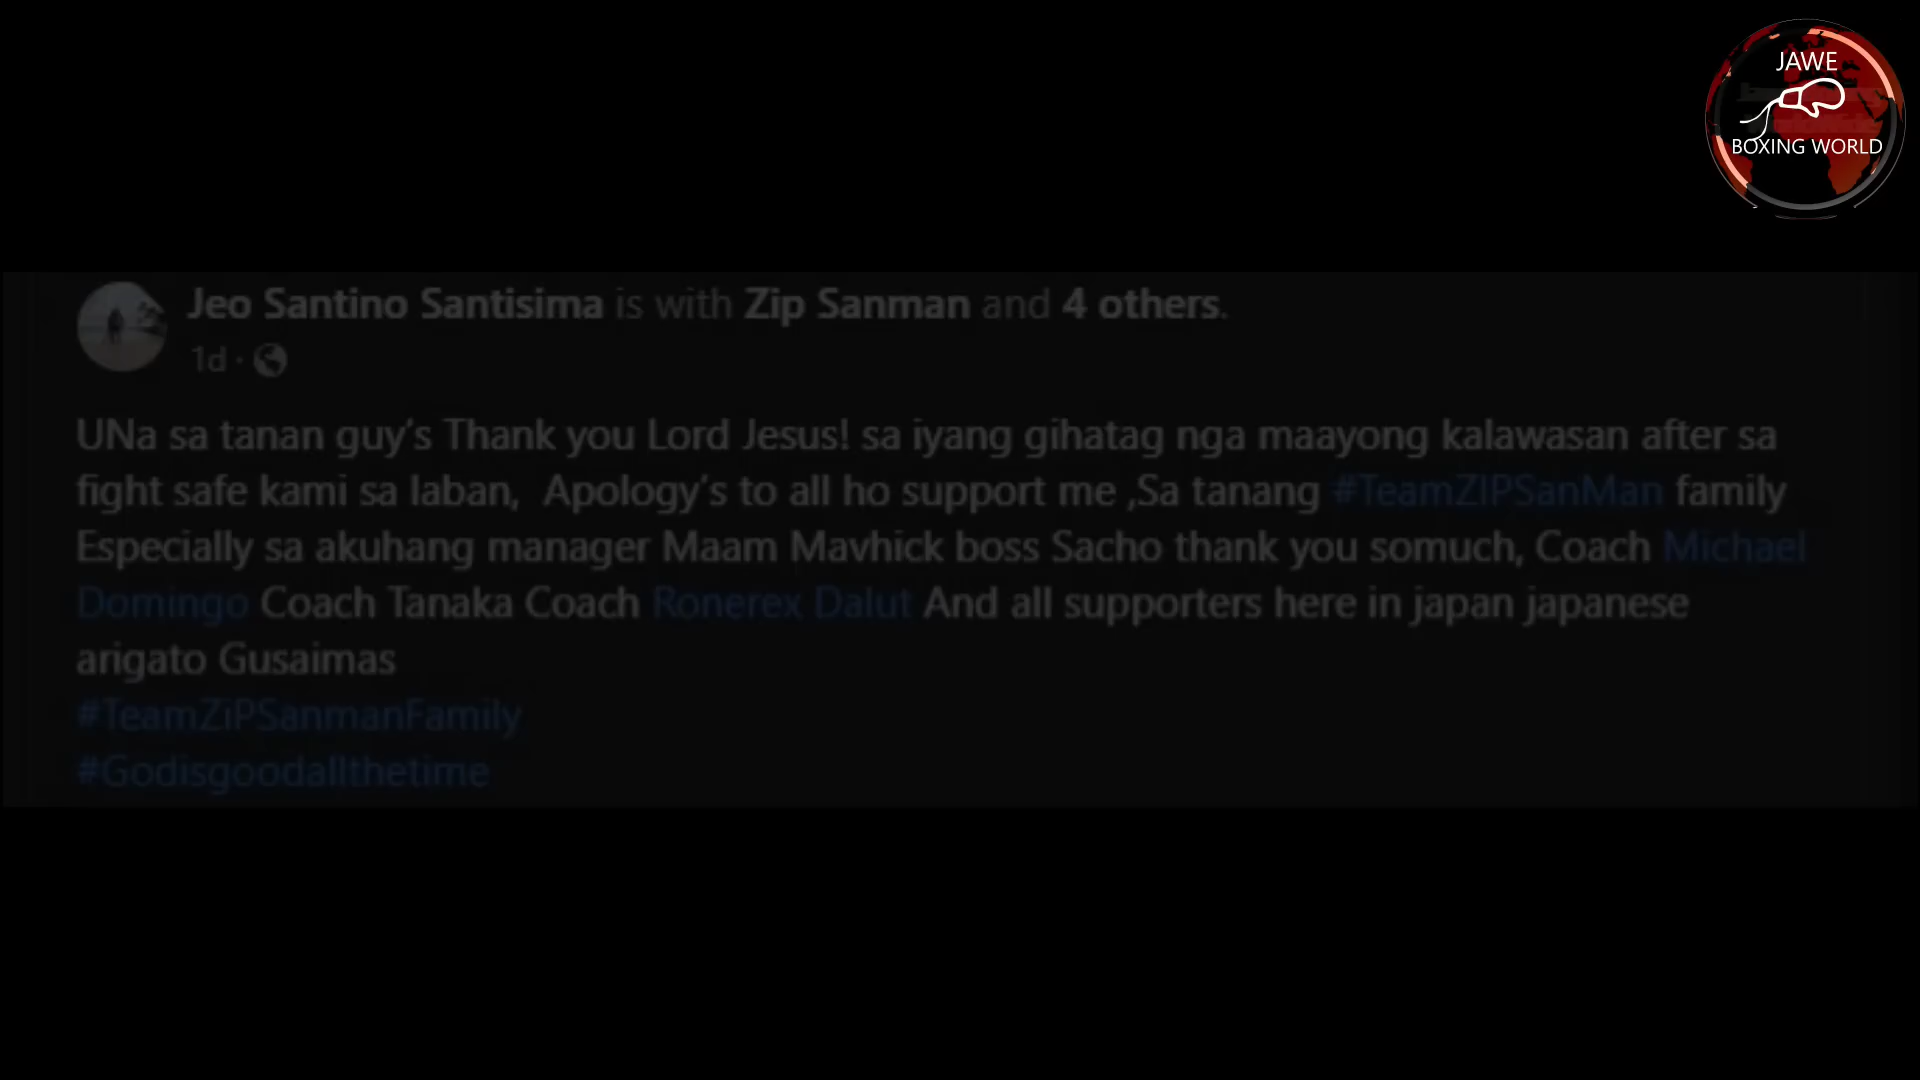 JAWE
BOXING WORLD
Jeo Santino Santisima is with Zip Sanman and 4 others.
1d ·
UNa sa tanan guy's Thank you Lord Jesus! sa iyang gihatag nga maayong kalawasan after sa
fight safe kami sa laban,  Apology's to all ho support me ,Sa tanang #TeamZIPSanMan family
Especially sa akuhang manager Maam Mavhick boss Sacho thank you somuch, Coach Michael
Domingo Coach Tanaka Coach Ronerex Dalut And all supporters here in japan japanese
arigato Gusaimas
#TeamZiPSanmanFamily
#Godisgoodallthetime